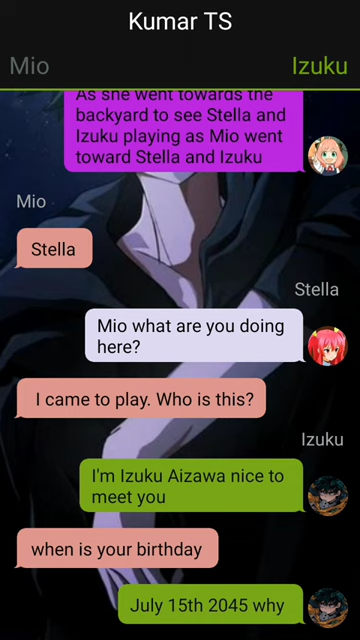 Kumar TS
Mio
Izuku
As she went towards the
backyard to see Stella and
Izuku playing as Mio went
toward Stella and Izuku
Mio
Stella
Stella
Mio what are you doing
here?
I came to play. Who is this?
Izuku
I'm Izuku Aizawa nice to
meet you
when is your birthday
July 15th 2045 why